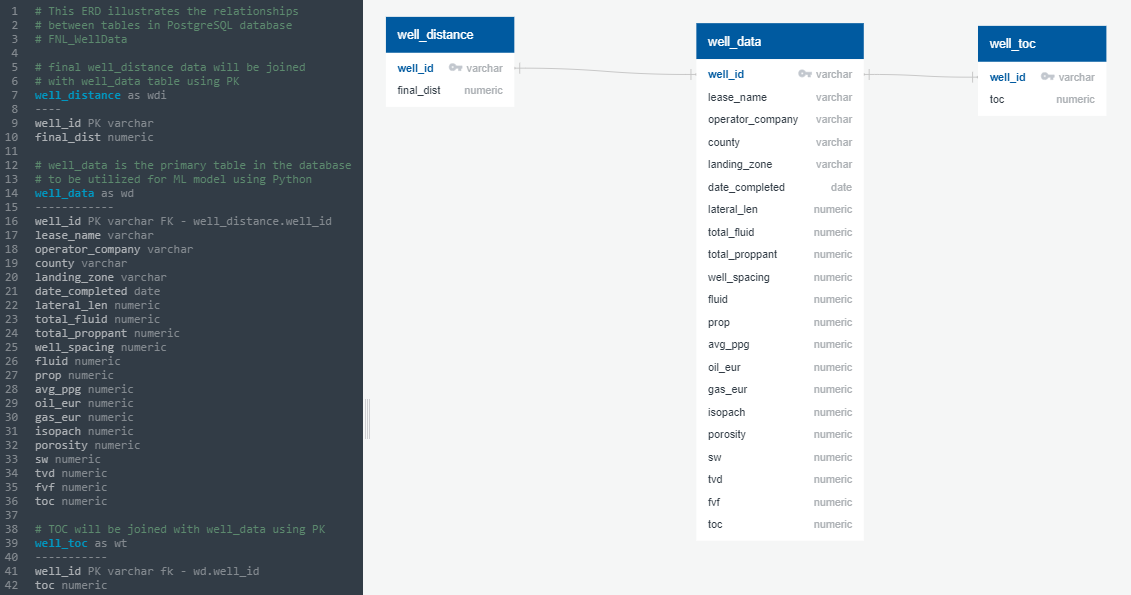 1 # This ERD illustrates the relationships
2 # between tables in PostgreSQL database
3 # FNL_WellData
4
5 # final well_distance data will be joined
6 # with well_data table using PK
7 well_distance as wdi
8 ----
9 well_id PK varchar
10 final_dist numeric
11
12 # well_data is the primary table in the database
13 # to be utilized for ML model using Python
14 well_data as wd
15 ------------
16 well_id PK varchar FK - well_distance.well_id
17 lease_name varchar
18 operator_company varchar
19 county varchar
20 landing_zone varchar
21 date_completed date
22 lateral_len numeric
23 total_fluid numeric
24 total_proppant numeric
25 well_spacing numeric
26 fluid numeric
27 prop numeric
28 avg_ppg numeric
29 oil_eur numeric
30 gas_eur numeric
31 isopach numeric
32 porosity numeric
33 sw numeric
34 tvd numeric
35 fvf numeric
36 toc numeric
37
38 # TOC will be joined with well_data using PK
39 well_toc as wt
40 -----------
41 well_id PK varchar fk - wd.well_id
42 toc numeric
well_distance
well_id varchar
final_dist numeric
well_data
well_id varchar
lease_name varchar
operator_company varchar
county varchar
landing_zone varchar
date_completed date
lateral_len numeric
total_fluid numeric
total_proppant numeric
well_spacing numeric
fluid numeric
prop numeric
avg_ppg numeric
oil_eur numeric
gas_eur numeric
isopach numeric
porosity numeric
sw numeric
tvd numeric
fvf numeric
toc numeric
well_toc
well_id varchar
toc numeric